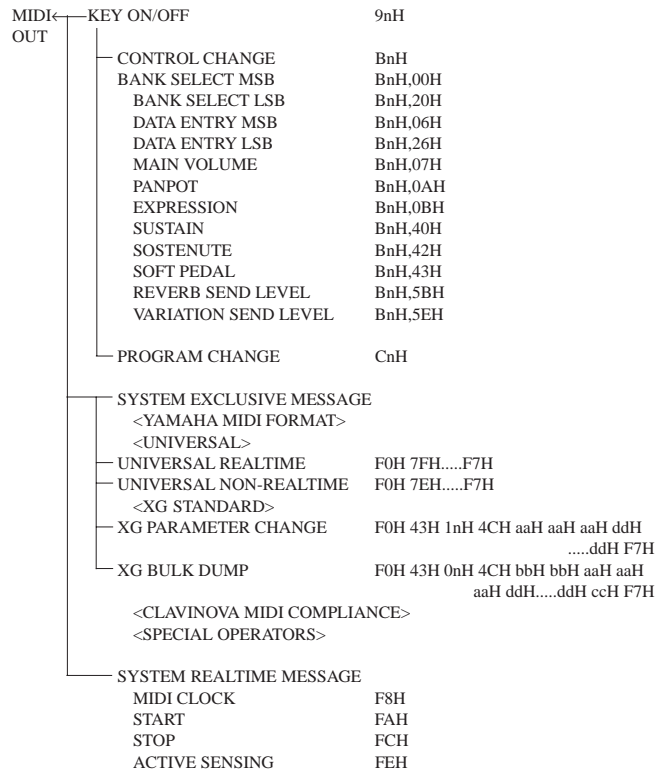 MIDI KEY ON/OFF 9nH
OUT
CONTROL CHANGE BnH
BANK SELECT MSB BnH,00H
BANK SELECT LSB BnH,20H
DATA ENTRY MSB BnH,06H
DATA ENTRY LSB BnH,26H
MAIN VOLUME BnH,07H
PANPOT BnH,0AH
EXPRESSION BnH,0BH
SUSTAIN BnH,40H
SOSTENUTE BnH,42H
SOFT PEDAL BnH,43H
REVERB SEND LEVEL BnH,5BH
VARIATION SEND LEVEL BnH,5EH
PROGRAM CHANGE CnH
SYSTEM EXCLUSIVE MESSAGE
<YAMAHA MIDI FORMAT>
<UNIVERSAL>
UNIVERSAL REALTIME F0H 7FH.....F7H
UNIVERSAL NON-REALTIME F0H 7EH.....F7H
<XG STANDARD>
XG PARAMETER CHANGE F0H 43H 1nH 4CH aaH aaH aaH ddH
.....ddH F7H
XG BULK DUMP F0H 43H 0nH 4CH bbH bbH aaH aaH
aaH ddH.....ddH ccH F7H
<CLAVINOVA MIDI COMPLIANCE>
<SPECIAL OPERATORS>
SYSTEM REALTIME MESSAGE
MIDI CLOCK F8H
START FAH
STOP FCH
ACTIVE SENSING FEH